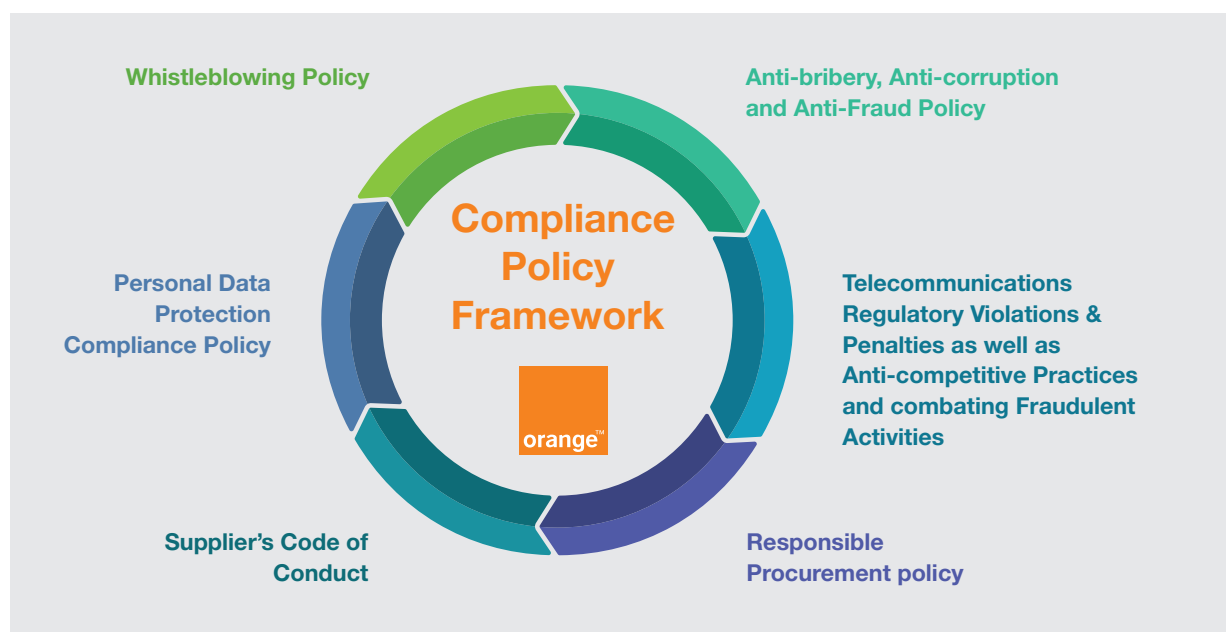 Whistleblowing Policy
Anti-bribery, Anti-corruption
and Anti-Fraud Policy
Compliance
Policy
Framework
orange™
Personal Data
Protection
Compliance Policy
Telecommunications
Regulatory Violations &
Penalties as well as
Anti-competitive Practices
and combating Fraudulent
Activities
Supplier’s Code of
Conduct
Responsible
Procurement policy